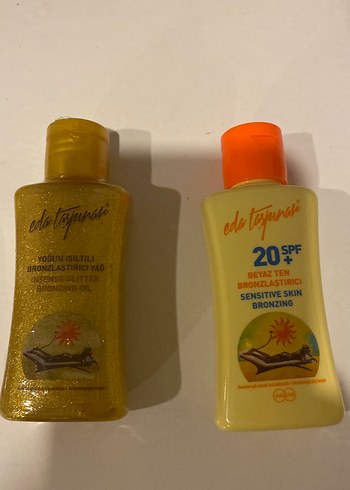 eda taşpınar
YOĞUN IŞILTILI
BRONZLAŞTIRICI YAĞ
INTENSE GLITTER
BRONZING OIL
eda taşpınar
20 SPF
+
BEYAZ TEN
BRONZLAŞTIRICI
SENSITIVE SKIN
BRONZING